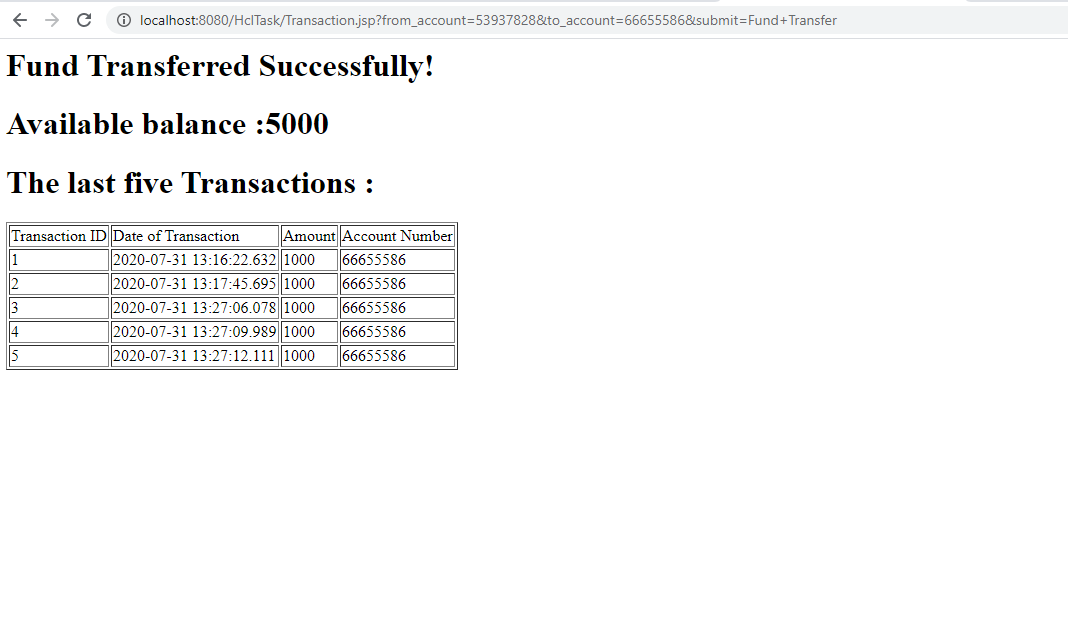 localhost:8080/HclTask/Transaction.jsp?from_account=53937828&to_account=66655586&submit=Fund+Transfer
Fund Transferred Successfully!
Available balance :5000
The last five Transactions :
Transaction ID Date of Transaction Amount Account Number
1 2020-07-31 13:16:22.632 1000 66655586
2 2020-07-31 13:17:45.695 1000 66655586
3 2020-07-31 13:27:06.078 1000 66655586
4 2020-07-31 13:27:09.989 1000 66655586
5 2020-07-31 13:27:12.111 1000 66655586